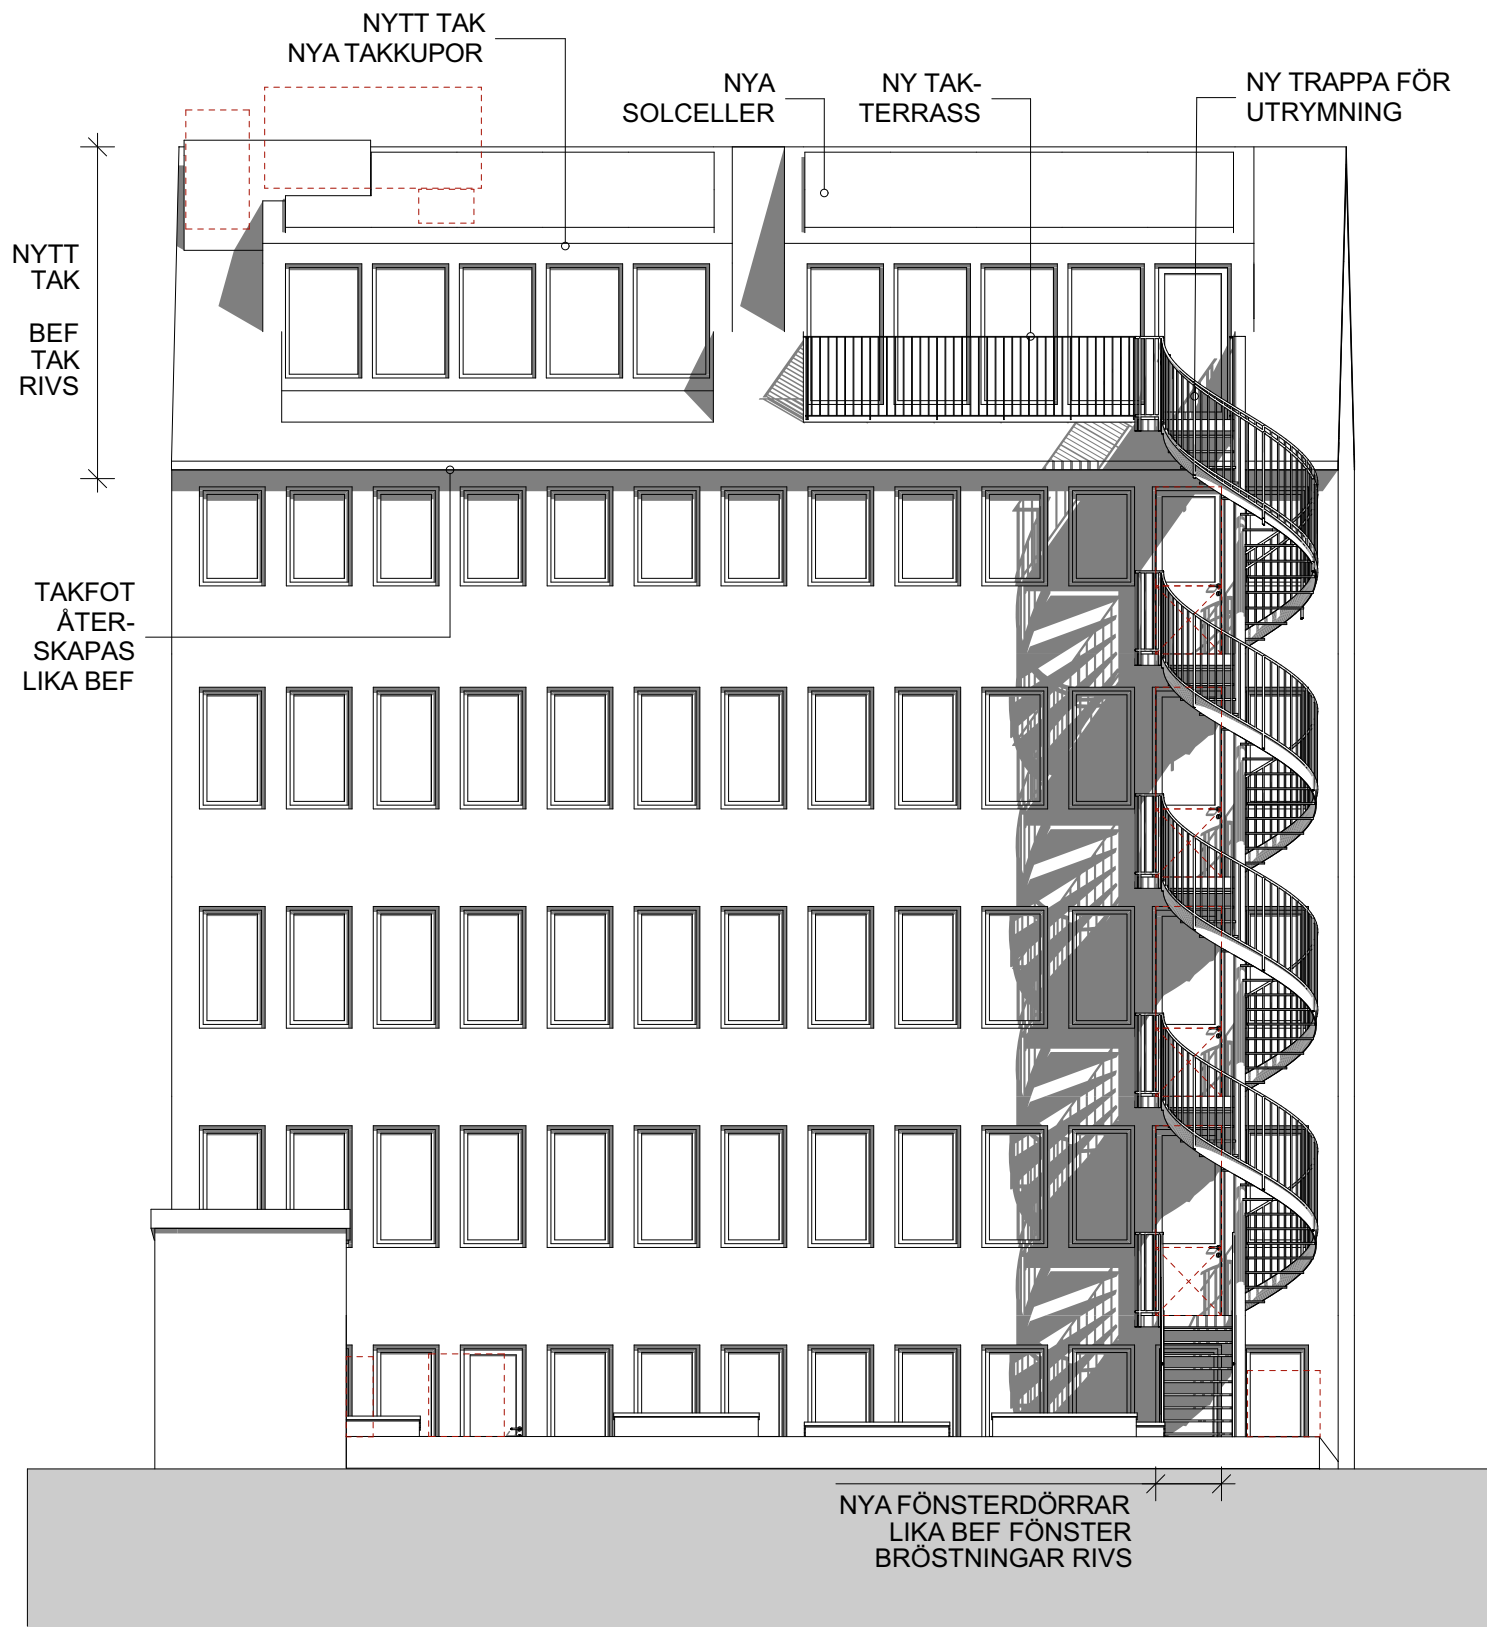 NYTT TAK
NYA TAKKUPOR
NYA
SOLCELLER
NY TAK-
TERRASS
NY TRAPPA FÖR
UTRYMNING
NYTT
TAK
BEF
TAK
RIVS
TAKFOT
ÅTER-
SKAPAS
LIKA BEF
NYA FÖNSTERDÖRRAR
LIKA BEF FÖNSTER
BRÖSTNINGAR RIVS